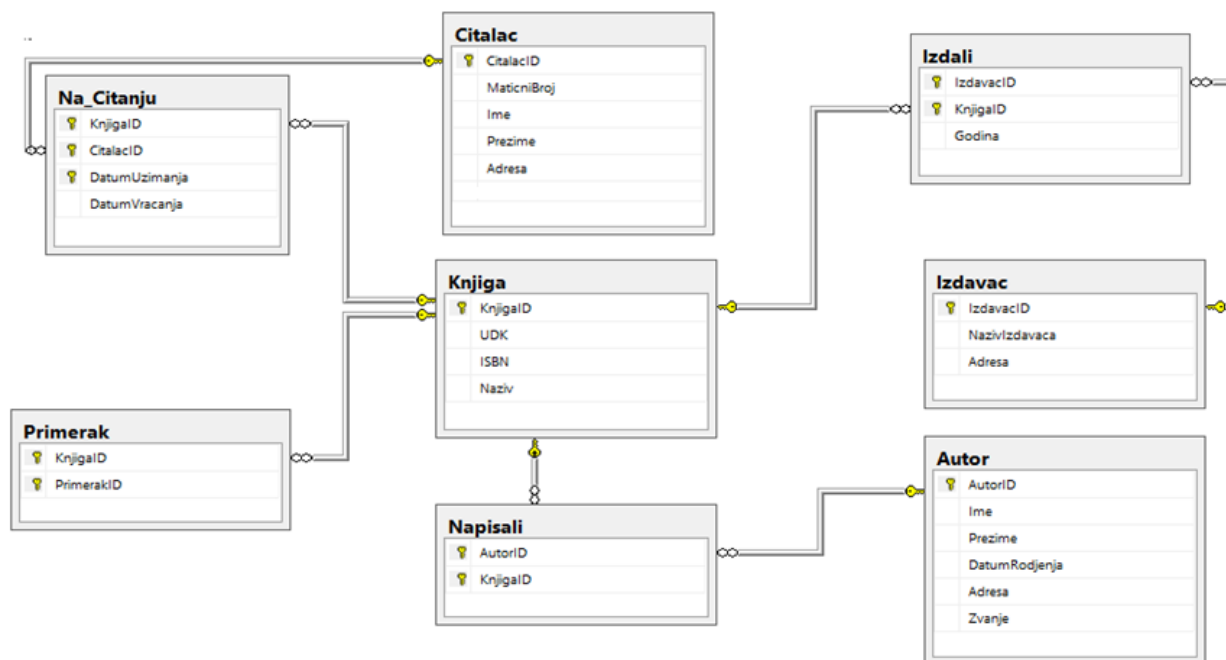 Citalac
CitalacID
MaticniBroj
Ime
Prezime
Adresa
Izdali
IzdavacID
KnjigaID
Godina
Na_Citanju
KnjigaID
CitalacID
DatumUzimanja
DatumVracanja
Knjiga
KnjigaID
UDK
ISBN
Naziv
Izdavac
IzdavacID
NazivIzdavaca
Adresa
Primerak
KnjigaID
PrimerakID
Napisali
AutorID
KnjigaID
Autor
AutorID
Ime
Prezime
DatumRodjenja
Adresa
Zvanje